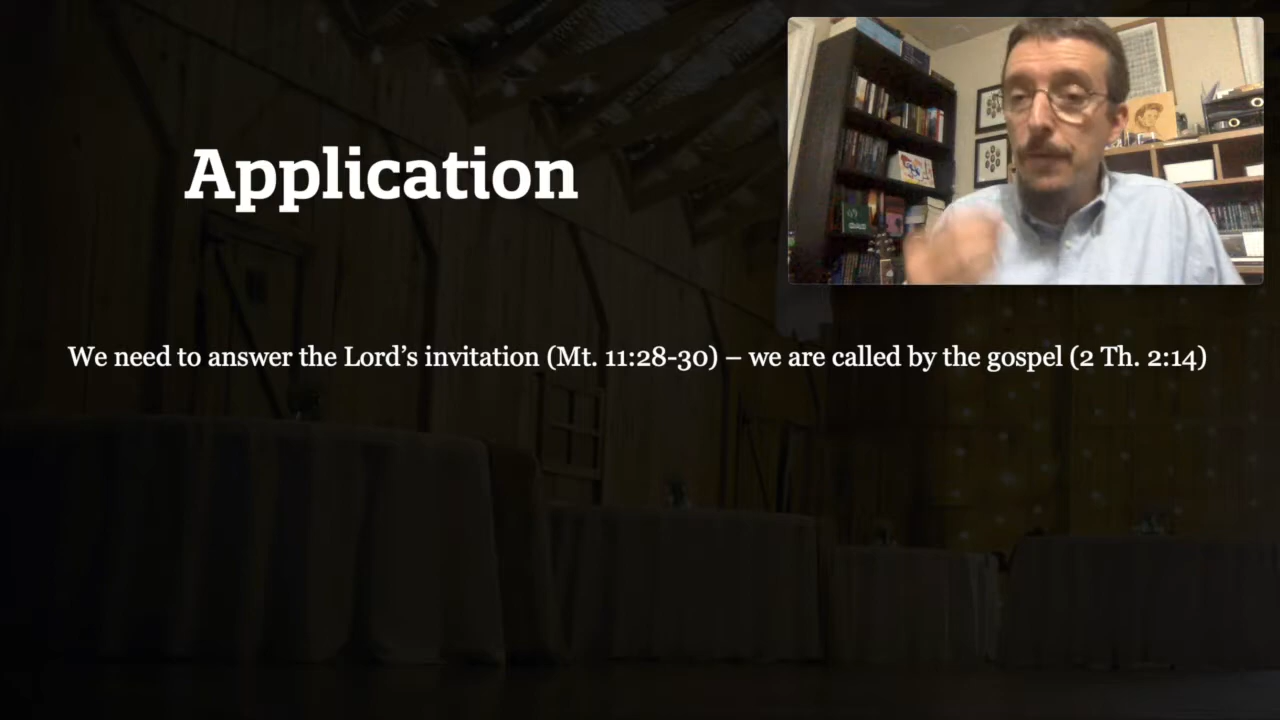 Application
We need to answer the Lord’s invitation (Mt. 11:28-30) – we are called by the gospel (2 Th. 2:14)